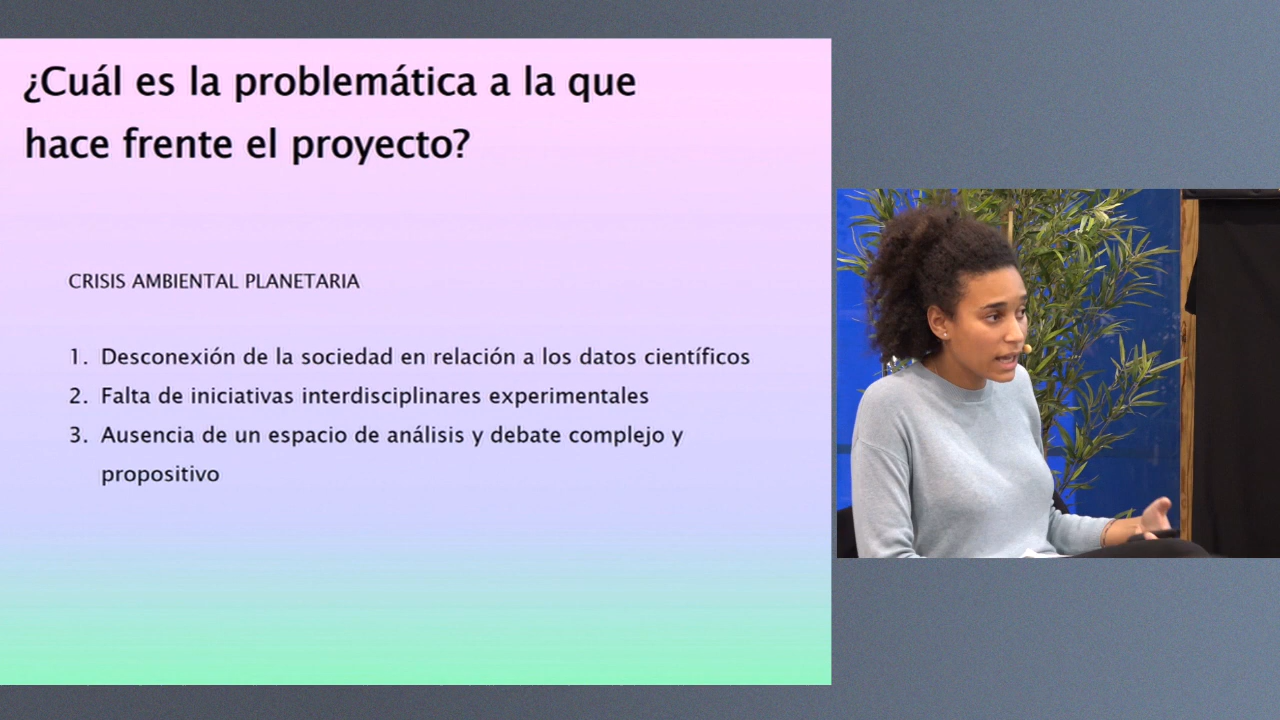 ¿Cuál es la problemática a la que
hace frente el proyecto?
CRISIS AMBIENTAL PLANETARIA
1. Desconexión de la sociedad en relación a los datos científicos
2. Falta de iniciativas interdisciplinares experimentales
3. Ausencia de un espacio de análisis y debate complejo y
propositivo